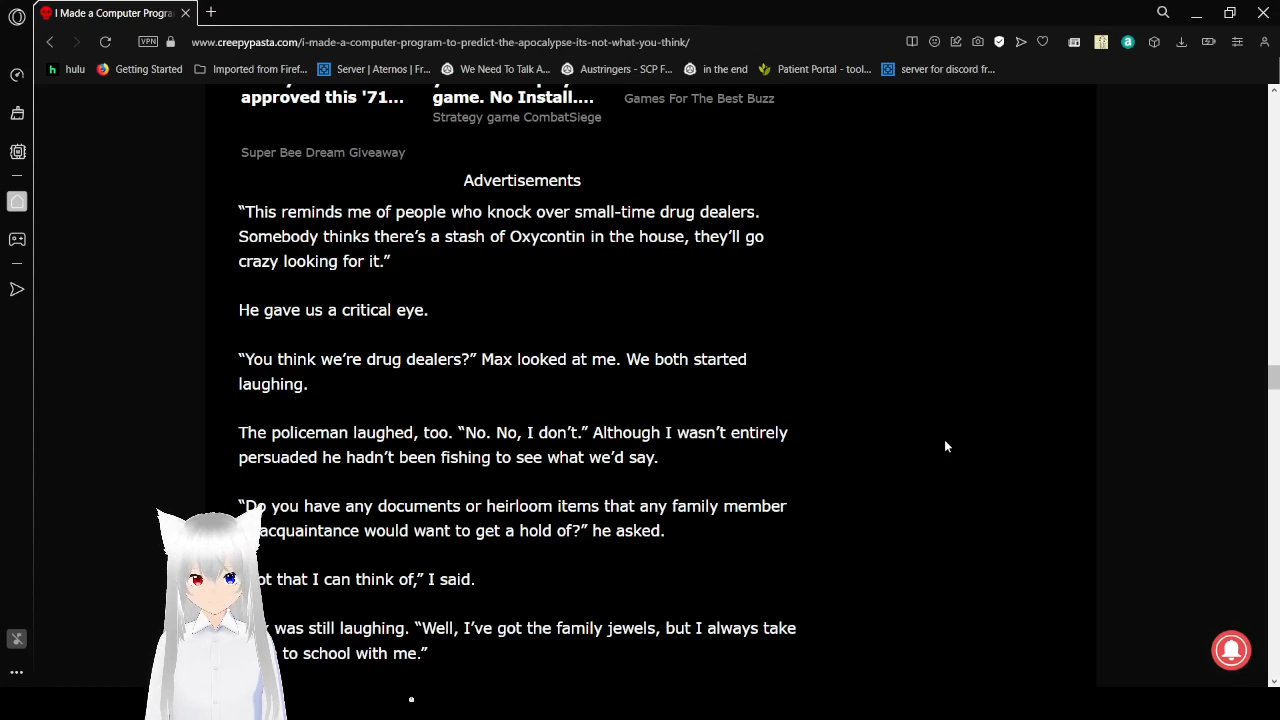 I Made a Computer Progra
www.creepypasta.com/i-made-a-computer-program-to-predict-the-apocalypse-its-not-what-you-think/
VPN
hulu
Getting Started
Imported from Firef...
Server | Aternos | Fr...
We Need To Talk A...
Austringers - SCP F...
in the end
Patient Portal - tool...
server for discord fr...
approved this '71...
game. No Install....
Games For The Best Buzz
Strategy game CombatSiege
Super Bee Dream Giveaway
Advertisements
“This reminds me of people who knock over small-time drug dealers.
Somebody thinks there’s a stash of Oxycontin in the house, they’ll go
crazy looking for it.”
He gave us a critical eye.
“You think we’re drug dealers?” Max looked at me. We both started
laughing.
The policeman laughed, too. “No. No, I don’t.” Although I wasn’t entirely
persuaded he hadn’t been fishing to see what we’d say.
“Do you have any documents or heirloom items that any family member
acquaintance would want to get a hold of?” he asked.
that I can think of,” I said.
was still laughing. “Well, I’ve got the family jewels, but I always take
to school with me.”